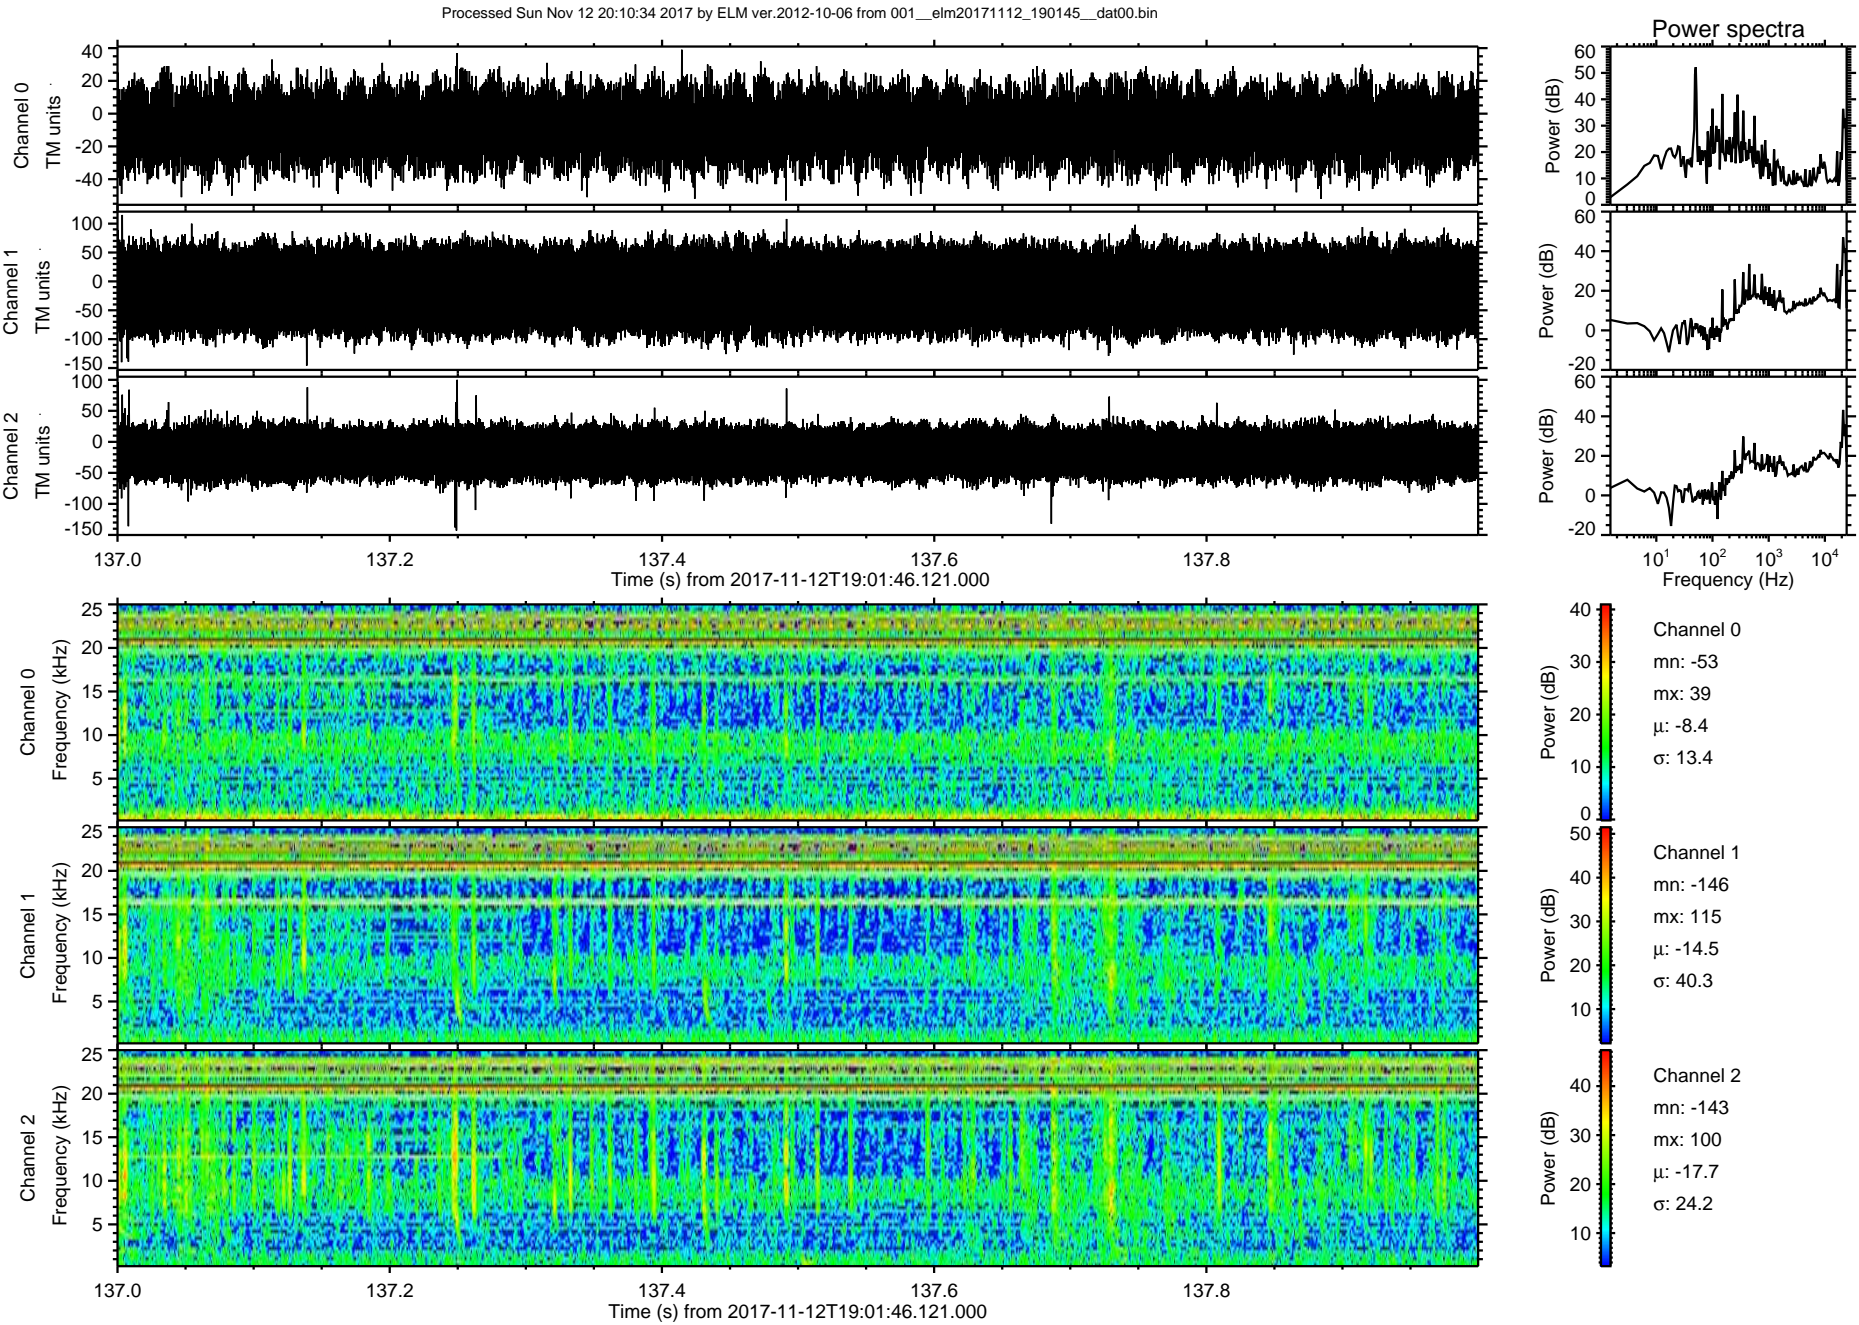 Processed Sun Nov 12 20:10:34 2017 by ELM ver.2012-10-06 from 001__elm20171112_190145__dat00.bin
Power spectra
Channel 0
TM units
40
20
0
-20
-40
Power (dB)
60
50
40
30
20
10
0
Channel 1
TM units
100
50
0
-50
-100
-150
Power (dB)
60
40
20
0
-20
Channel 2
TM units
100
50
0
-50
-100
-150
Power (dB)
60
40
20
0
-20
137.0 137.2 137.4 137.6 137.8
Time (s) from 2017-11-12T19:01:46.121.000
10^1 10^2 10^3 10^4
Frequency (Hz)
Channel 0
Frequency (kHz)
25
20
15
10
5
Power (dB)
40
30
20
10
0
Channel 0
mn: -53
mx: 39
μ: -8.4
σ: 13.4
Channel 1
Frequency (kHz)
25
20
15
10
5
Power (dB)
50
40
30
20
10
Channel 1
mn: -146
mx: 115
μ: -14.5
σ: 40.3
Channel 2
Frequency (kHz)
25
20
15
10
5
Power (dB)
40
30
20
10
Channel 2
mn: -143
mx: 100
μ: -17.7
σ: 24.2
137.0 137.2 137.4 137.6 137.8
Time (s) from 2017-11-12T19:01:46.121.000